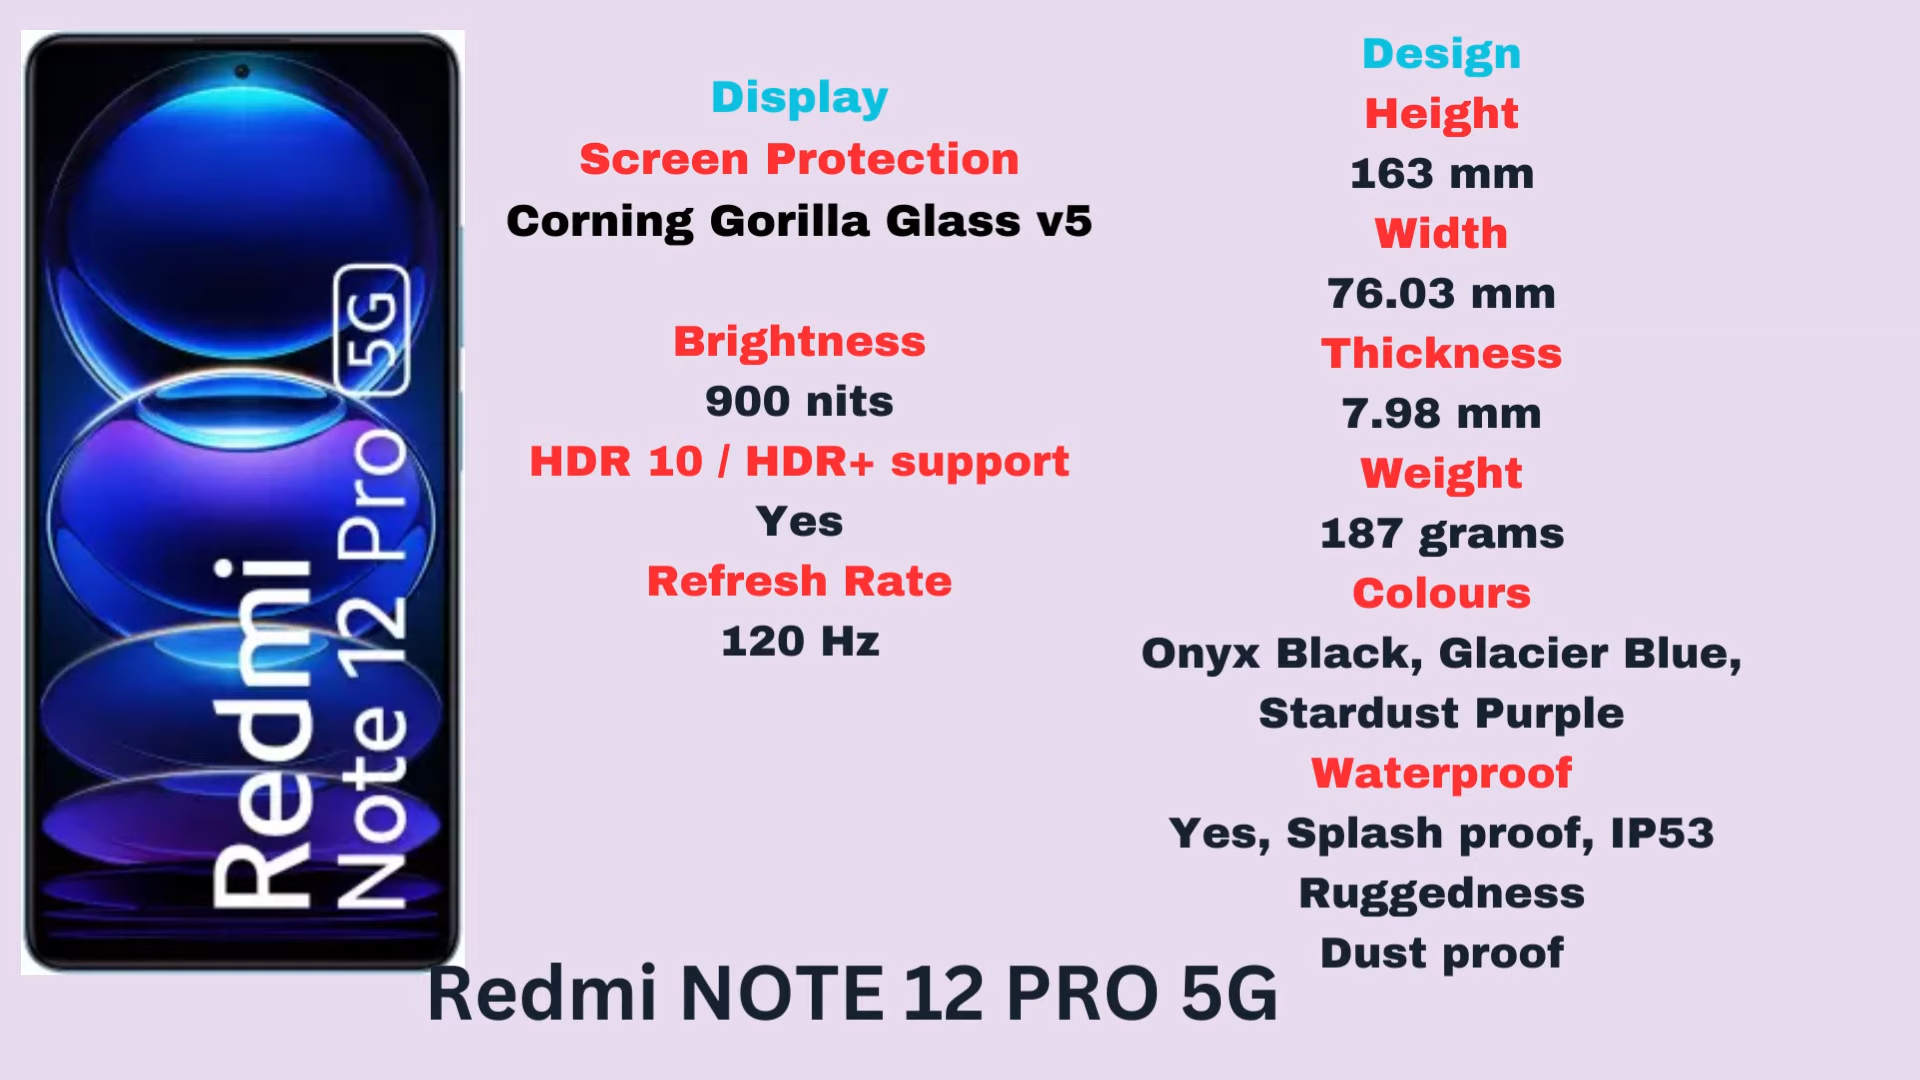 Redmi
Note 12 Pro 5G
Display
Screen Protection
Corning Gorilla Glass v5
Brightness
900 nits
HDR 10 / HDR+ support
Yes
Refresh Rate
120 Hz
Design
Height
163 mm
Width
76.03 mm
Thickness
7.98 mm
Weight
187 grams
Colours
Onyx Black, Glacier Blue,
Stardust Purple
Waterproof
Yes, Splash proof, IP53
Ruggedness
Dust proof
Redmi NOTE 12 PRO 5G